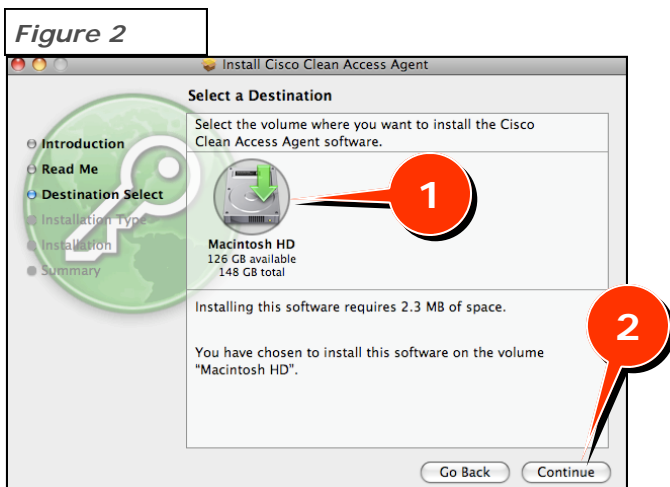 Figure 2
Install Cisco Clean Access Agent
Select a Destination
Introduction
Read Me
Destination Select
Installation Type
Installation
Summary
Select the volume where you want to install the Cisco
Clean Access Agent software.
1
Macintosh HD
126 GB available
148 GB total
Installing this software requires 2.3 MB of space.
2
You have chosen to install this software on the volume
"Macintosh HD".
Go Back
Continue